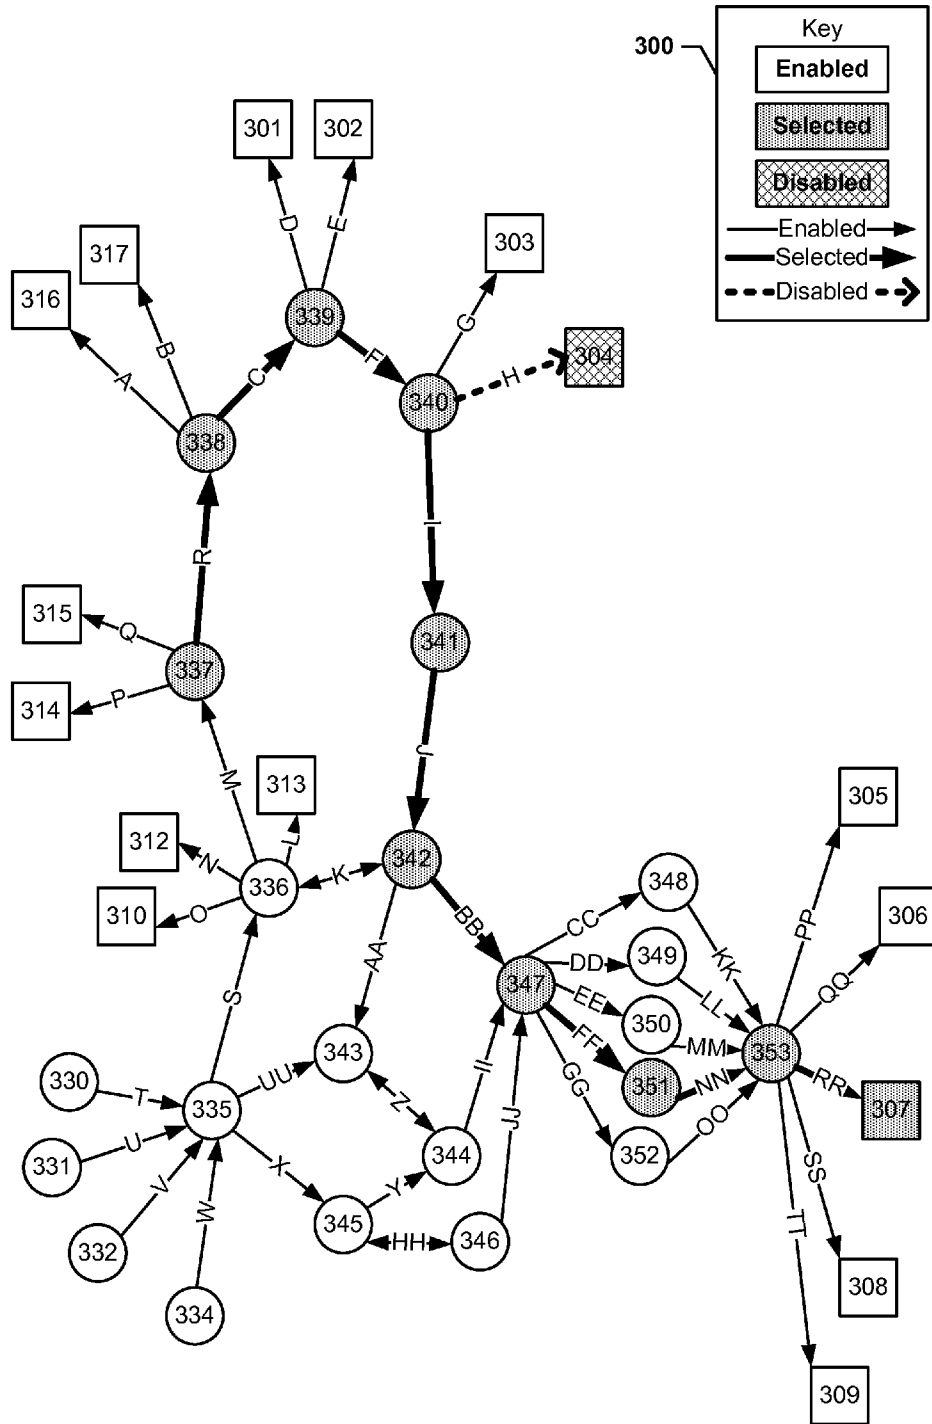 300
Key
Enabled
Selected
Disabled
Enabled
Selected
Disabled
301
302
D
E
303
317
316
339
G
B
F
304
A
C
H
340
338
I
R
315
Q
341
337
P
314
J
M
313
305
312
L
N
342
336
K
348
310
O
BB
CC
306
PP
AA
KK
349
DD
347
LL
QQ
S
EE
350
FF
MM
343
353
UU
II
GG
351
NN
RR
330
T
Z
307
335
JJ
OO
U
331
X
344
352
SS
V
Y
W
345
HH
346
TT
332
308
334
309